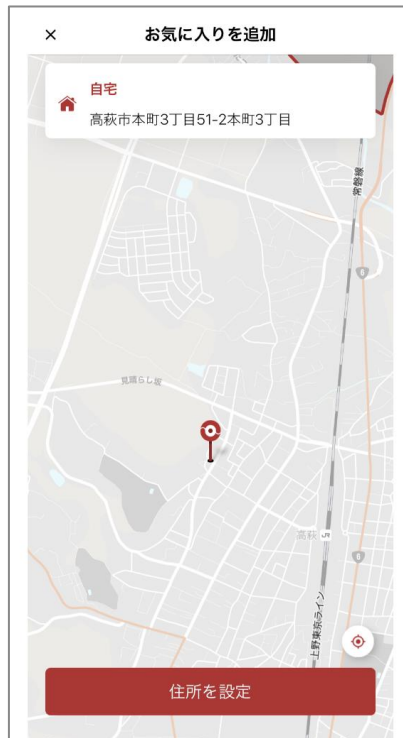 ×
お気に入りを追加
自宅
高萩市本町3丁目51-2本町3丁目
常磐線
6
見晴らし坂
高萩
6
上野東京ライン
住所を設定